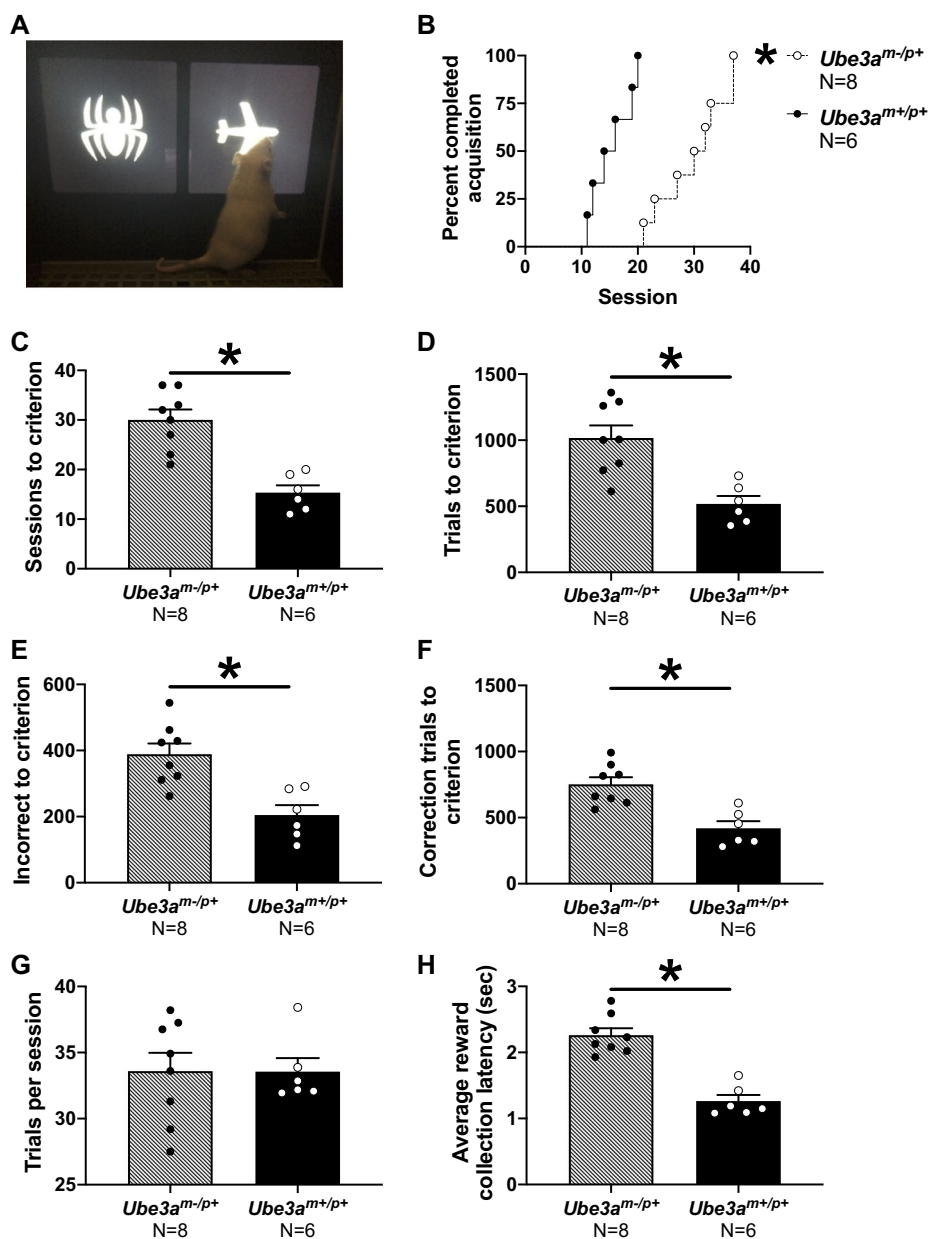 A
B
Percent completed
acquisition
100
75
50
25
0
0 10 20 30 40
Session
* Ube3a^m-/p+
N=8
Ube3a^m+/p+
N=6
C
Sessions to criterion
40
30
20
10
0
*
Ube3a^m-/p+ Ube3a^m+/p+
N=8 N=6
D
Trials to criterion
1500
1000
500
0
*
Ube3a^m-/p+ Ube3a^m+/p+
N=8 N=6
E
Incorrect to criterion
600
400
200
0
*
Ube3a^m-/p+ Ube3a^m+/p+
N=8 N=6
F
Correction trials to
criterion
1500
1000
500
0
*
Ube3a^m-/p+ Ube3a^m+/p+
N=8 N=6
G
Trials per session
40
35
30
25
Ube3a^m-/p+ Ube3a^m+/p+
N=8 N=6
H
Average reward
collection latency (sec)
3
2
1
0
*
Ube3a^m-/p+ Ube3a^m+/p+
N=8 N=6